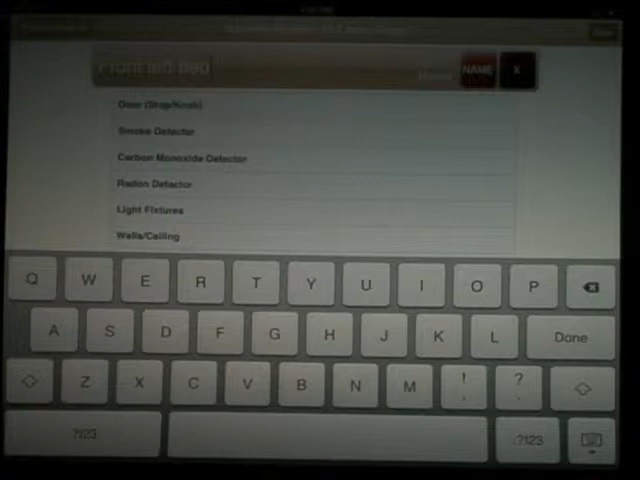 Front left bed
NAME
X
Door (Stop/Knob)
Smoke Detector
Carbon Monoxide Detector
Radon Detector
Light Fixtures
Walls/Ceiling
Q W E R T Y U I O P
A S D F G H J K L Done
Z X C V B N M ! , ? .
.?123 .?123